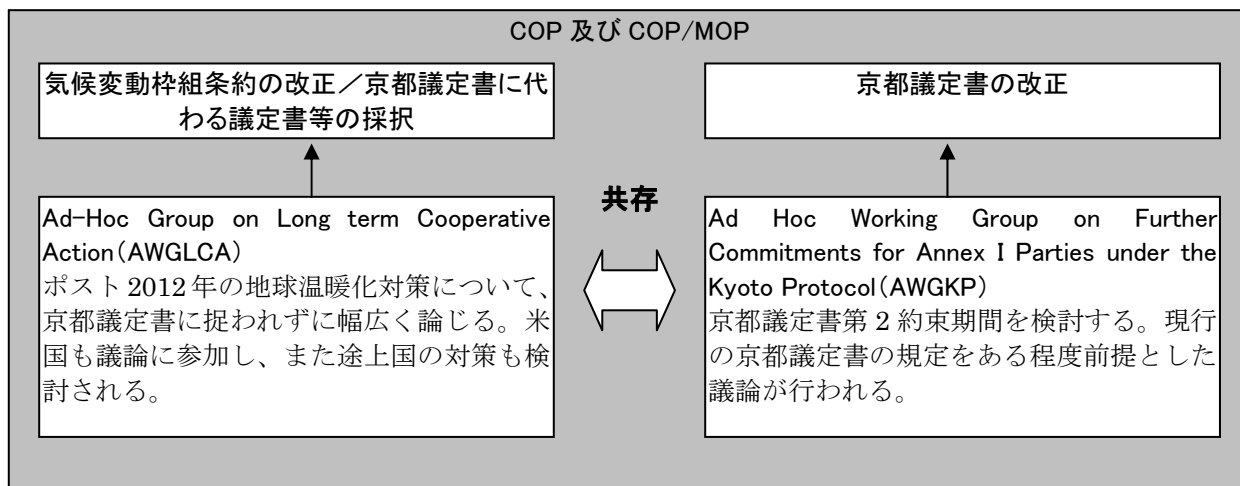 COP 及び COP/MOP
気候変動枠組条約の改正／京都議定書に代
わる議定書等の採択
京都議定書の改正
Ad-Hoc Group on Long term Cooperative
Action(AWGLCA)
ポスト 2012 年の地球温暖化対策について、
京都議定書に捉われずに幅広く論じる。米
国も議論に参加し、また途上国の対策も検
討される。
共存
Ad Hoc Working Group on Further
Commitments for Annex I Parties under the
Kyoto Protocol(AWGKP)
京都議定書第 2 約束期間を検討する。現行
の京都議定書の規定をある程度前提とした
議論が行われる。